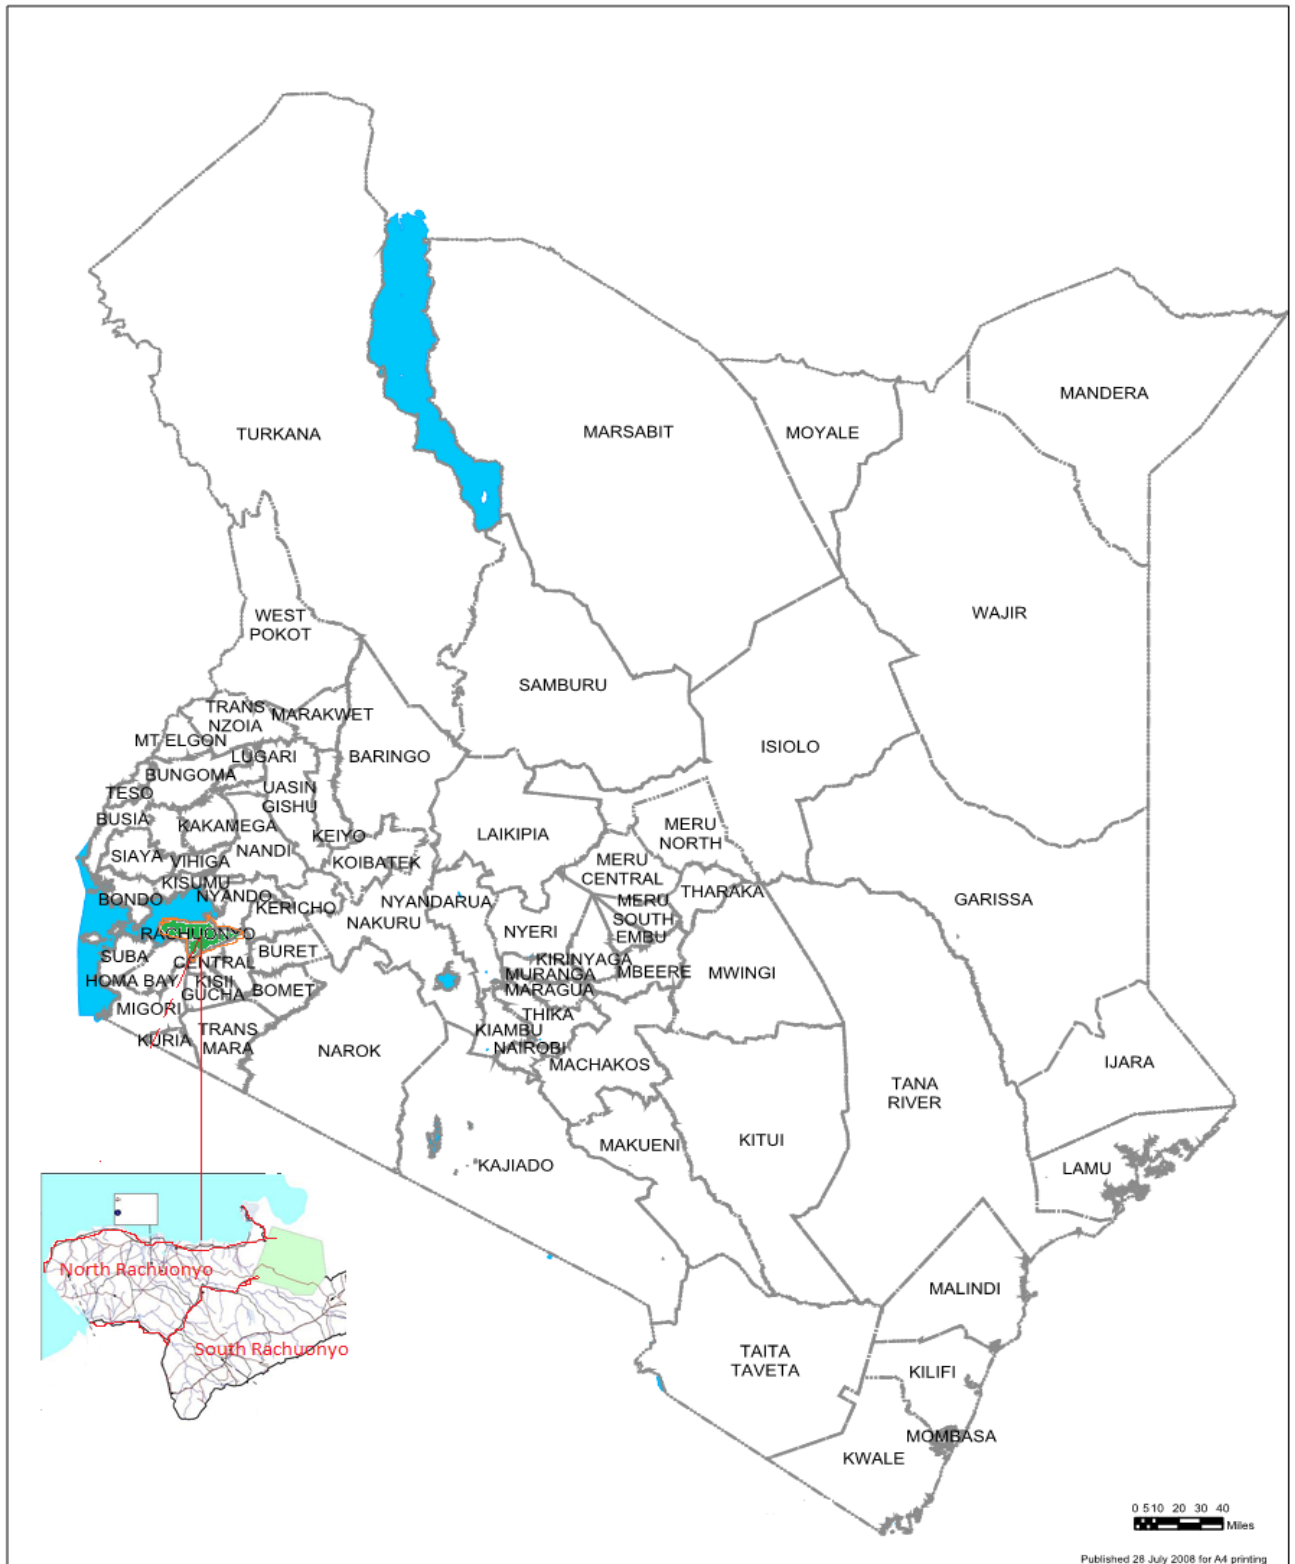 MANDERA
TURKANA
MARSABIT
MOYALE
WEST
POKOT
WAJIR
SAMBURU
TRANS
NZOIA
MARAKWET
MT ELGON
LUGARI
BARINGO
ISIOLO
BUNGOMA
TESO
UASIN
GISHU
BUSIA
KAKAMEGA
KEIYO
LAIKIPIA
MERU
NORTH
SIAYA
VIHIGA
NANDI
KOIBATEK
MERU
CENTRAL
KISUMU
BONDO
NYANDO
KERICHO
NYANDARUA
NAKURU
THARAKA
MERU
SOUTH
GARISSA
RACHUONYO
NYERI
EMBU
SUBA
CENTRAL
BURET
KIRINYAGA
MBEERE
MWINGI
HOMA BAY
KISII
GUCHA
BOMET
MURANGA
MARAGUA
MIGORI
THIKA
KURIA
TRANS
MARA
NAROK
KIAMBU
NAIROBI
MACHAKOS
IJARA
TANA
RIVER
MAKUENI
KITUI
KAJIADO
LAMU
North Rachuonyo
South Rachuonyo
MALINDI
TAITA
TAVETA
KILIFI
MOMBASA
KWALE
0 5 10 20 30 40
Miles
Published 28 July 2008 for A4 printing